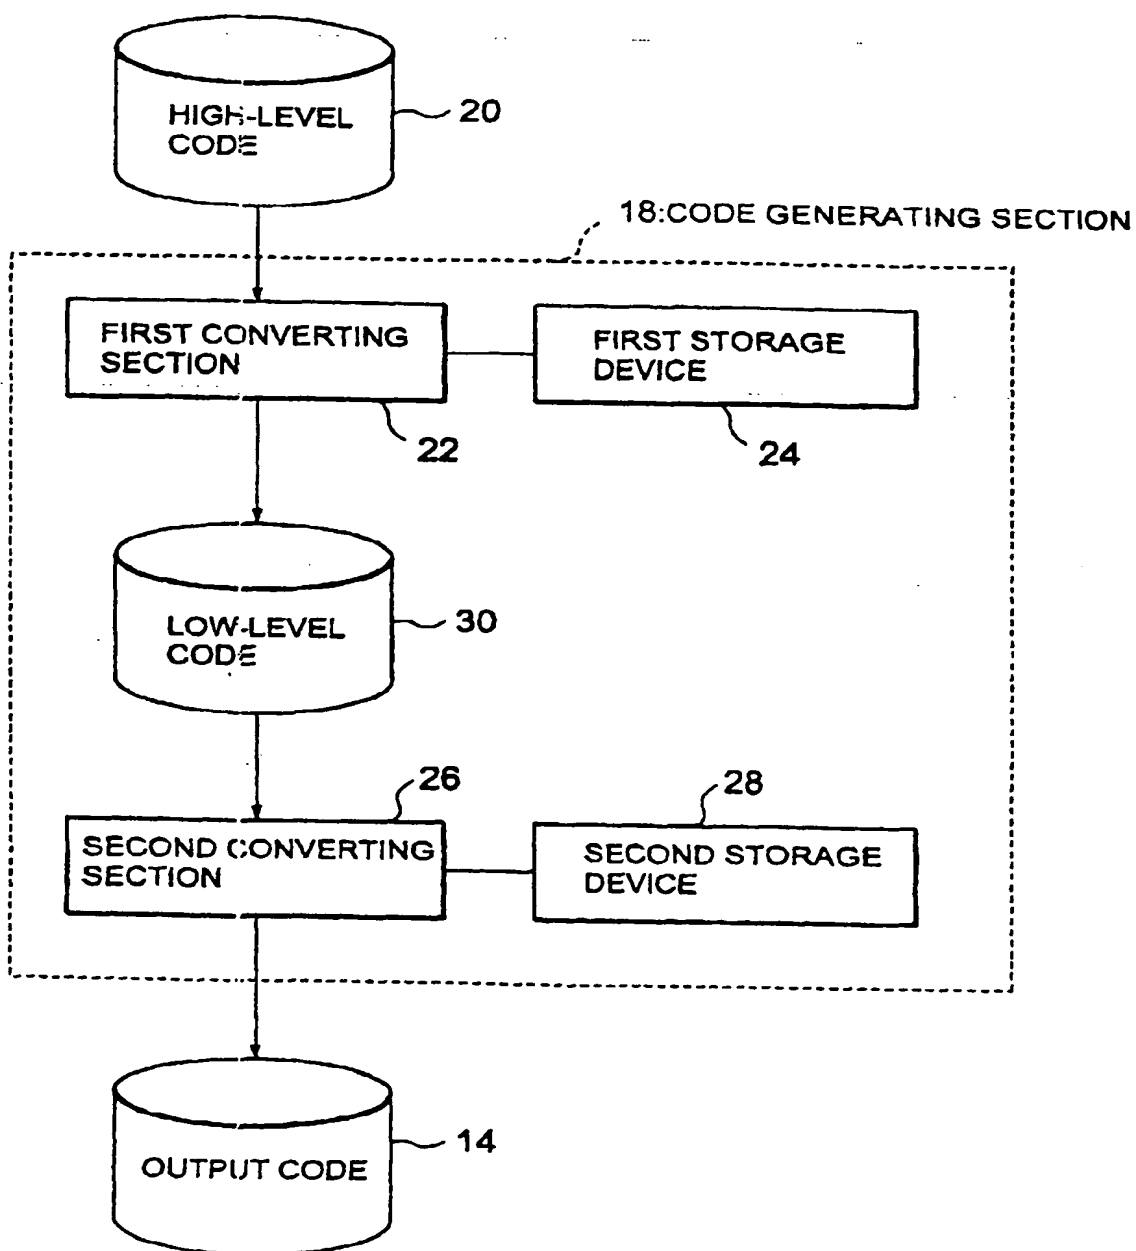 HIGH-LEVEL
CODE
20
18:CODE GENERATING SECTION
FIRST CONVERTING
SECTION
22
FIRST STORAGE
DEVICE
24
LOW-LEVEL
CODE
30
26
SECOND CONVERTING
SECTION
28
SECOND STORAGE
DEVICE
OUTPUT CODE
14